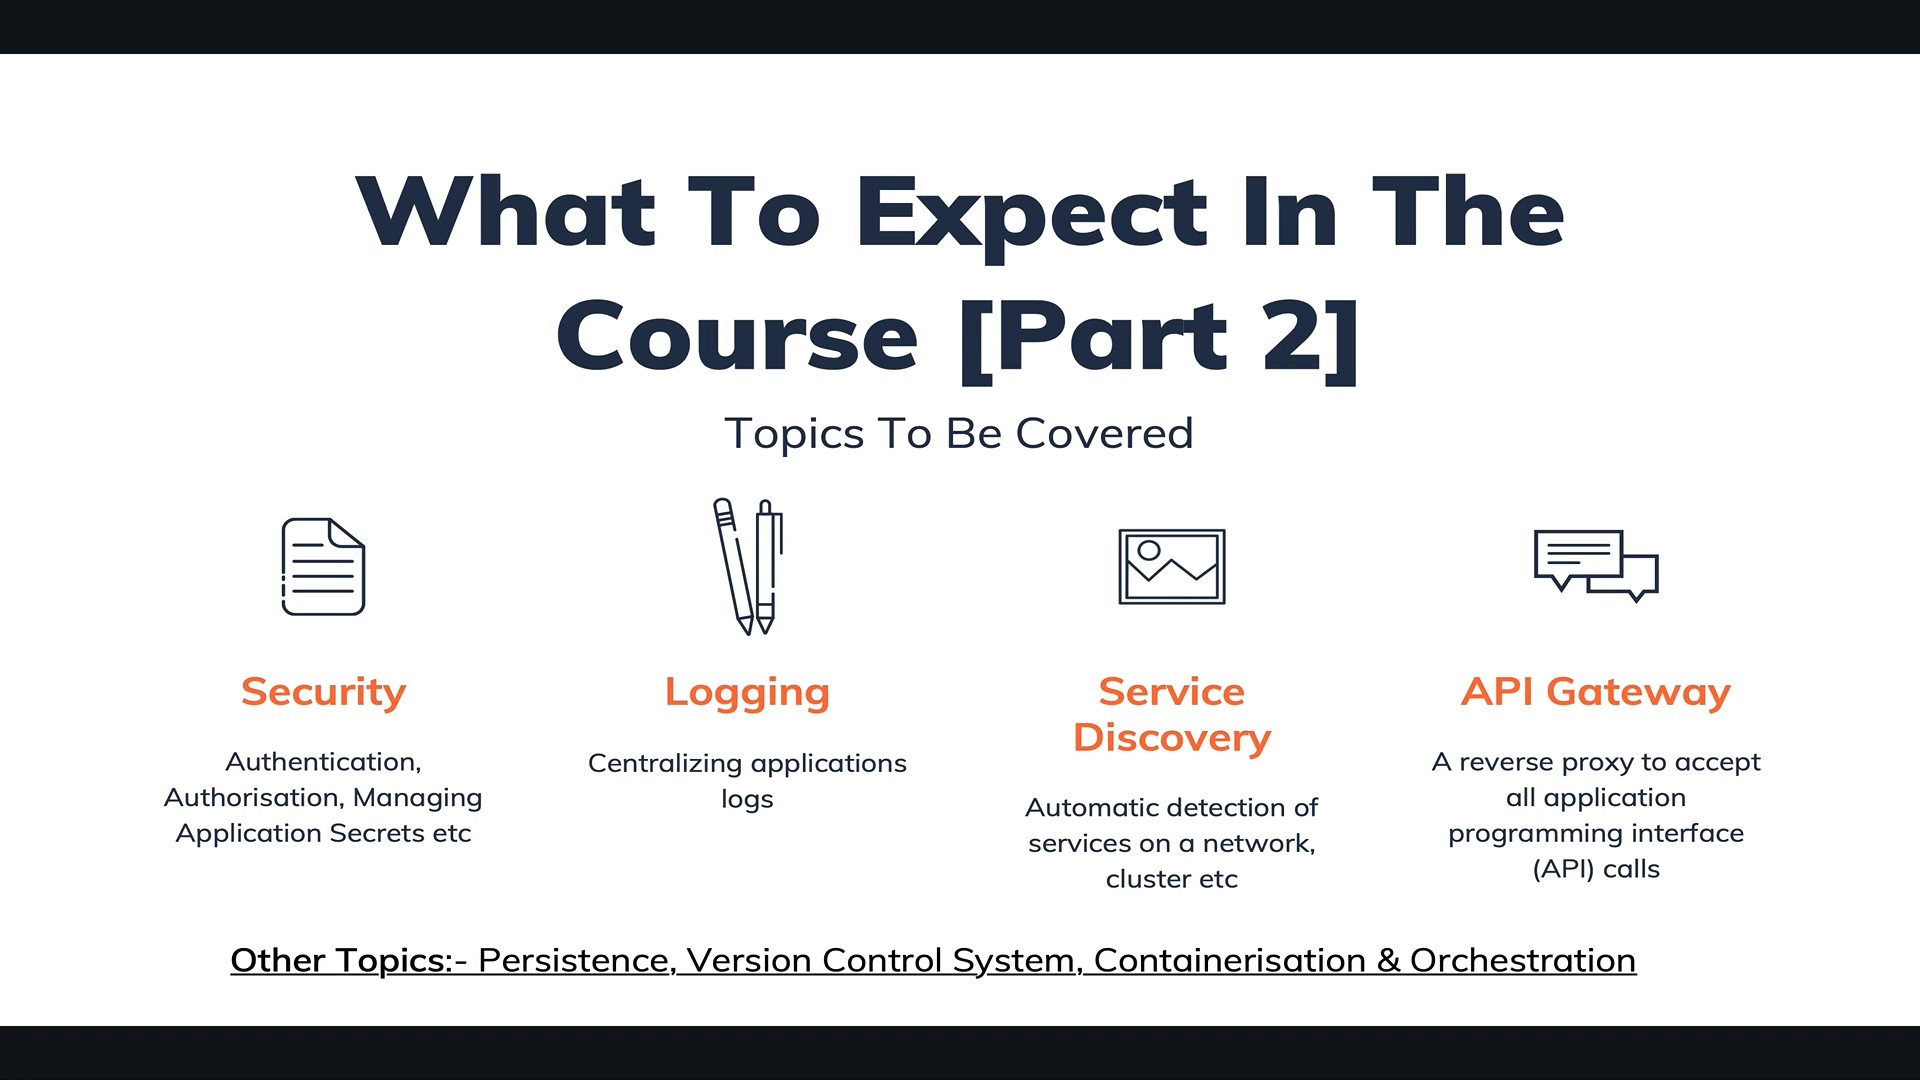 What To Expect In The
Course [Part 2]
Topics To Be Covered
Security
Authentication,
Authorisation, Managing
Application Secrets etc
Logging
Centralizing applications
logs
Service
Discovery
Automatic detection of
services on a network,
cluster etc
API Gateway
A reverse proxy to accept
all application
programming interface
(API) calls
Other Topics:- Persistence, Version Control System, Containerisation & Orchestration